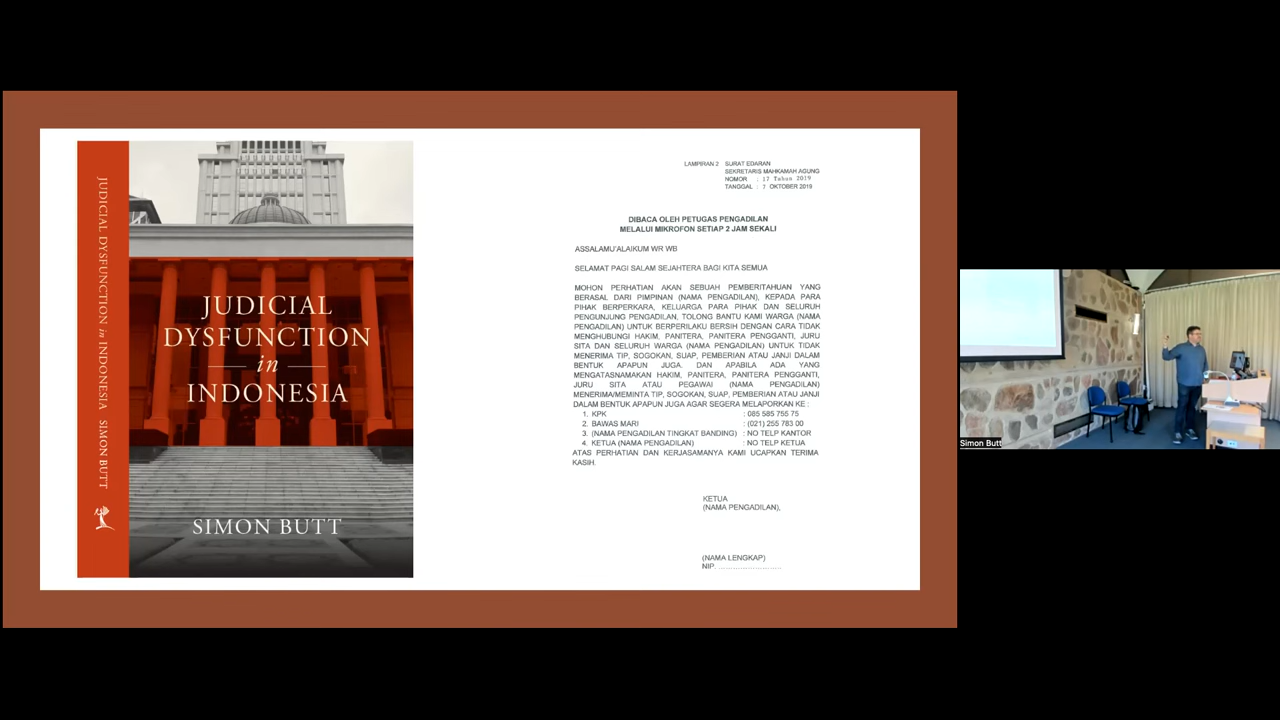 JUDICIAL DYSFUNCTION in INDONESIA SIMON BUTT
JUDICIAL
DYSFUNCTION
in
INDONESIA
SIMON BUTT
LAMPIRAN 2 SURAT EDARAN
SEKRETARIS MAHKAMAH AGUNG
NOMOR : 17 Tahun 2019
TANGGAL : 7 OKTOBER 2019
DIBACA OLEH PETUGAS PENGADILAN
MELALUI MIKROFON SETIAP 2 JAM SEKALI
ASSALAMU'ALAIKUM WR WB
SELAMAT PAGI SALAM SEJAHTERA BAGI KITA SEMUA
MOHON PERHATIAN AKAN SEBUAH PEMBERITAHUAN YANG
BERASAL DARI PIMPINAN (NAMA PENGADILAN), KEPADA PARA
PIHAK BERPERKARA, KELUARGA PARA PIHAK DAN SELURUH
PENGUNJUNG PENGADILAN, TOLONG BANTU KAMI WARGA (NAMA
PENGADILAN) UNTUK BERPERILAKU BERSIH DENGAN CARA TIDAK
MENGHUBUNGI HAKIM, PANITERA, PANITERA PENGGANTI, JURU
SITA DAN SELURUH WARGA (NAMA PENGADILAN) UNTUK TIDAK
MENERIMA TIP, SOGOKAN, SUAP, PEMBERIAN ATAU JANJI DALAM
BENTUK APAPUN JUGA. DAN APABILA ADA YANG
MENGATASNAMAKAN HAKIM, PANITERA, PANITERA PENGGANTI,
JURU SITA ATAU PEGAWAI (NAMA PENGADILAN)
MENERIMA/MEMINTA TIP, SOGOKAN, SUAP, PEMBERIAN ATAU JANJI
DALAM BENTUK APAPUN JUGA AGAR SEGERA MELAPORKAN KE :
1. KPK : 085 585 755 75
2. BAWAS MARI : (021) 255 783 00
3. (NAMA PENGADILAN TINGKAT BANDING) : NO TELP KANTOR
4. KETUA (NAMA PENGADILAN) : NO TELP KETUA
ATAS PERHATIAN DAN KERJASAMANYA KAMI UCAPKAN TERIMA
KASIH.
KETUA
(NAMA PENGADILAN),
(NAMA LENGKAP)
NIP. ........................
Simon Butt